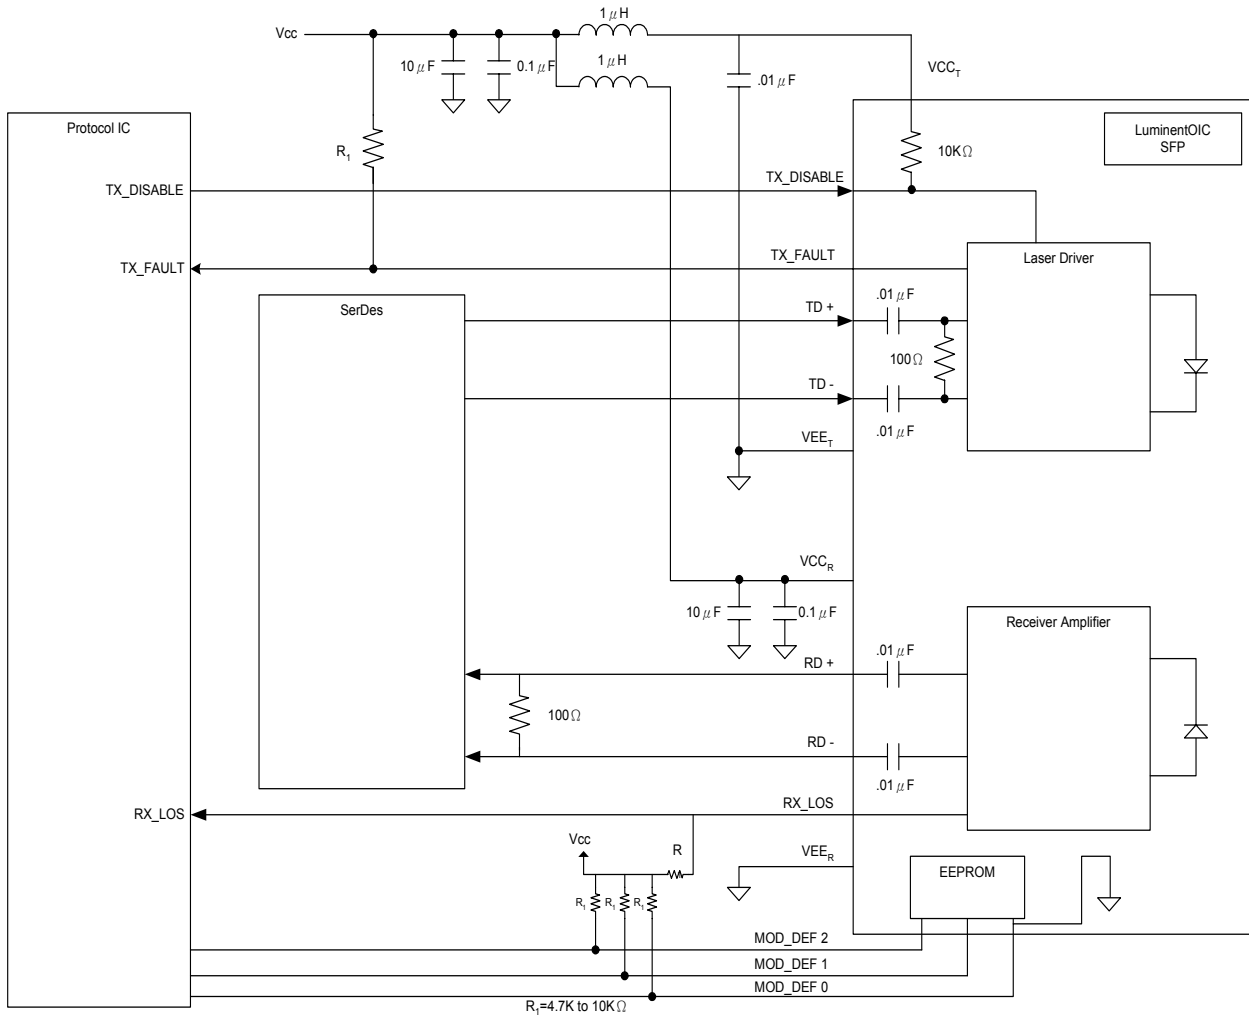 1 μH
Vcc
10 μF
0.1 μF
1 μH
.01 μF
VCC_T
Protocol IC
LuminentOIC
SFP
R_1
10KΩ
TX_DISABLE
TX_DISABLE
TX_FAULT
TX_FAULT
Laser Driver
SerDes
.01 μF
TD +
100Ω
TD -
.01 μF
VEE_T
VCC_R
10 μF
0.1 μF
Receiver Amplifier
.01 μF
RD +
100Ω
RD -
.01 μF
RX_LOS
RX_LOS
Vcc
R
VEE_R
EEPROM
R_1
R_1
R_1
MOD_DEF 2
MOD_DEF 1
MOD_DEF 0
R_1=4.7K to 10KΩ